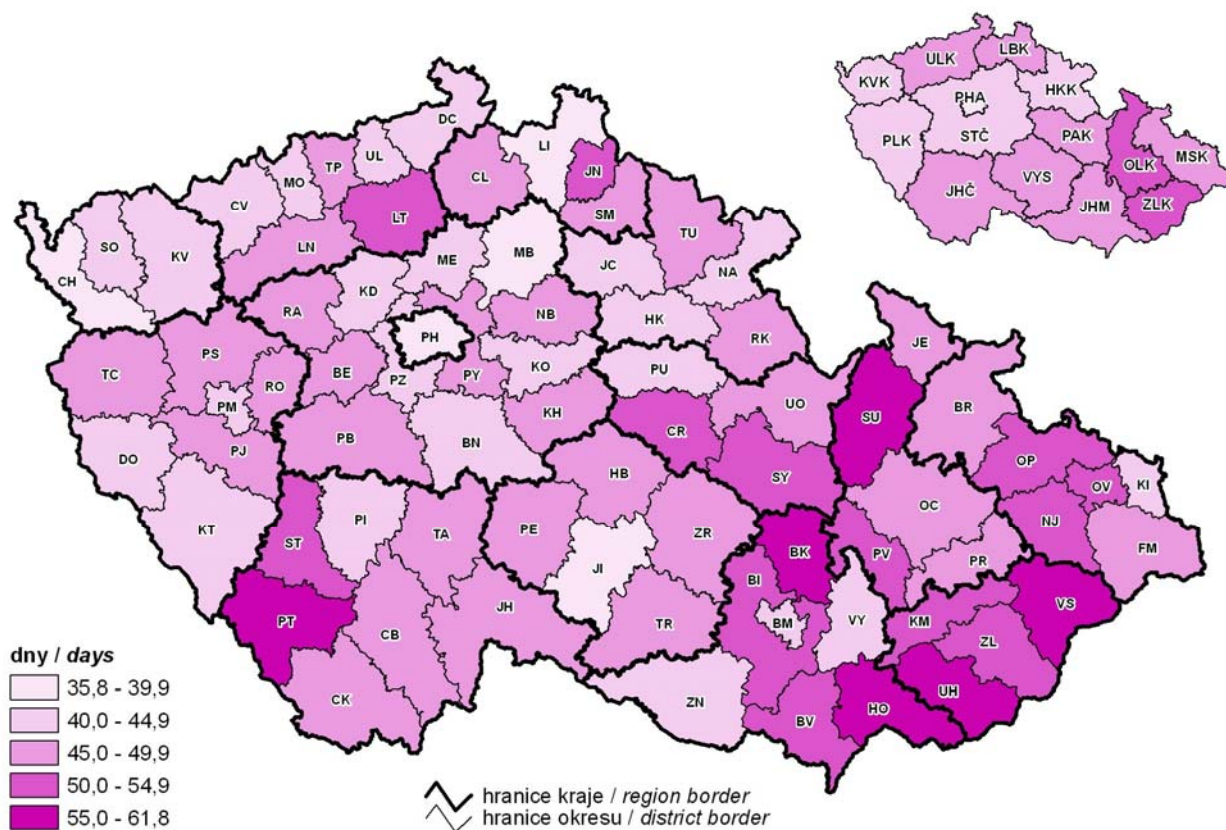 ULK
LBK
KVK
PHA
HKK
STČ
PLK
PAK
OLK
MSK
VYS
JHČ
JHM
ZLK
DC
LI
UL
TP
MO
CL
JN
CV
LT
SM
LN
TU
SO
KV
CH
ME
MB
JC
NA
KD
RA
NB
HK
PH
RK
JE
TC
PS
RO
BE
PZ
PY
KO
PU
PM
UO
SU
BR
KH
CR
PB
BN
DO
PJ
HB
SY
OP
OV
KI
KT
ST
PI
TA
PE
ZR
OC
NJ
FM
BK
PV
PR
JI
BI
PT
CB
JH
TR
BM
VY
KM
VS
ZL
CK
ZN
BV
HO
UH
dny / days
35,8 - 39,9
40,0 - 44,9
45,0 - 49,9
50,0 - 54,9
55,0 - 61,8
hranice kraje / region border
hranice okresu / district border